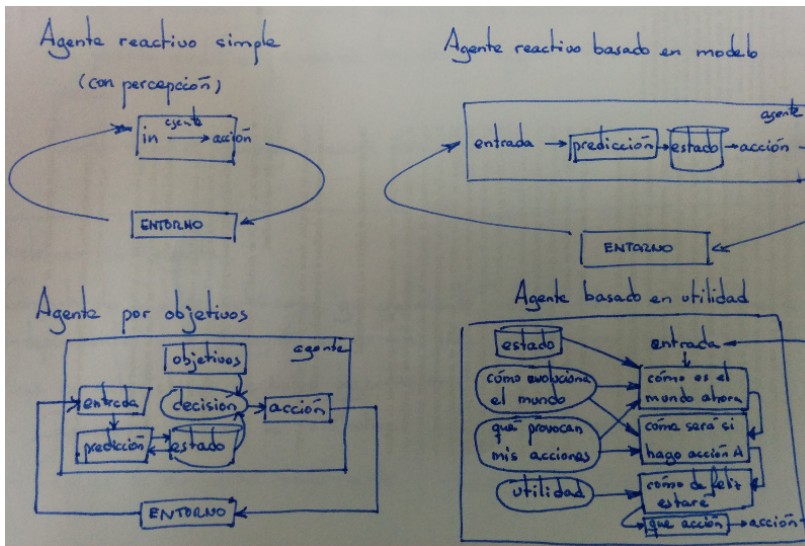 Agente reactivo simple
(con percepción)
agente
in → acción
ENTORNO
Agente reactivo basado en modelo
agente
entrada → predicción → estado → acción
ENTORNO
Agente por objetivos
agente
objetivos
entrada
decisión → acción
predicción
estado
ENTORNO
Agente basado en utilidad
estado
entrada
cómo evoluciona
el mundo
cómo es el
mundo ahora
qué provocan
mis acciones
cómo será si
hago acción A
utilidad
cómo de feliz
estaré
que acción → acción